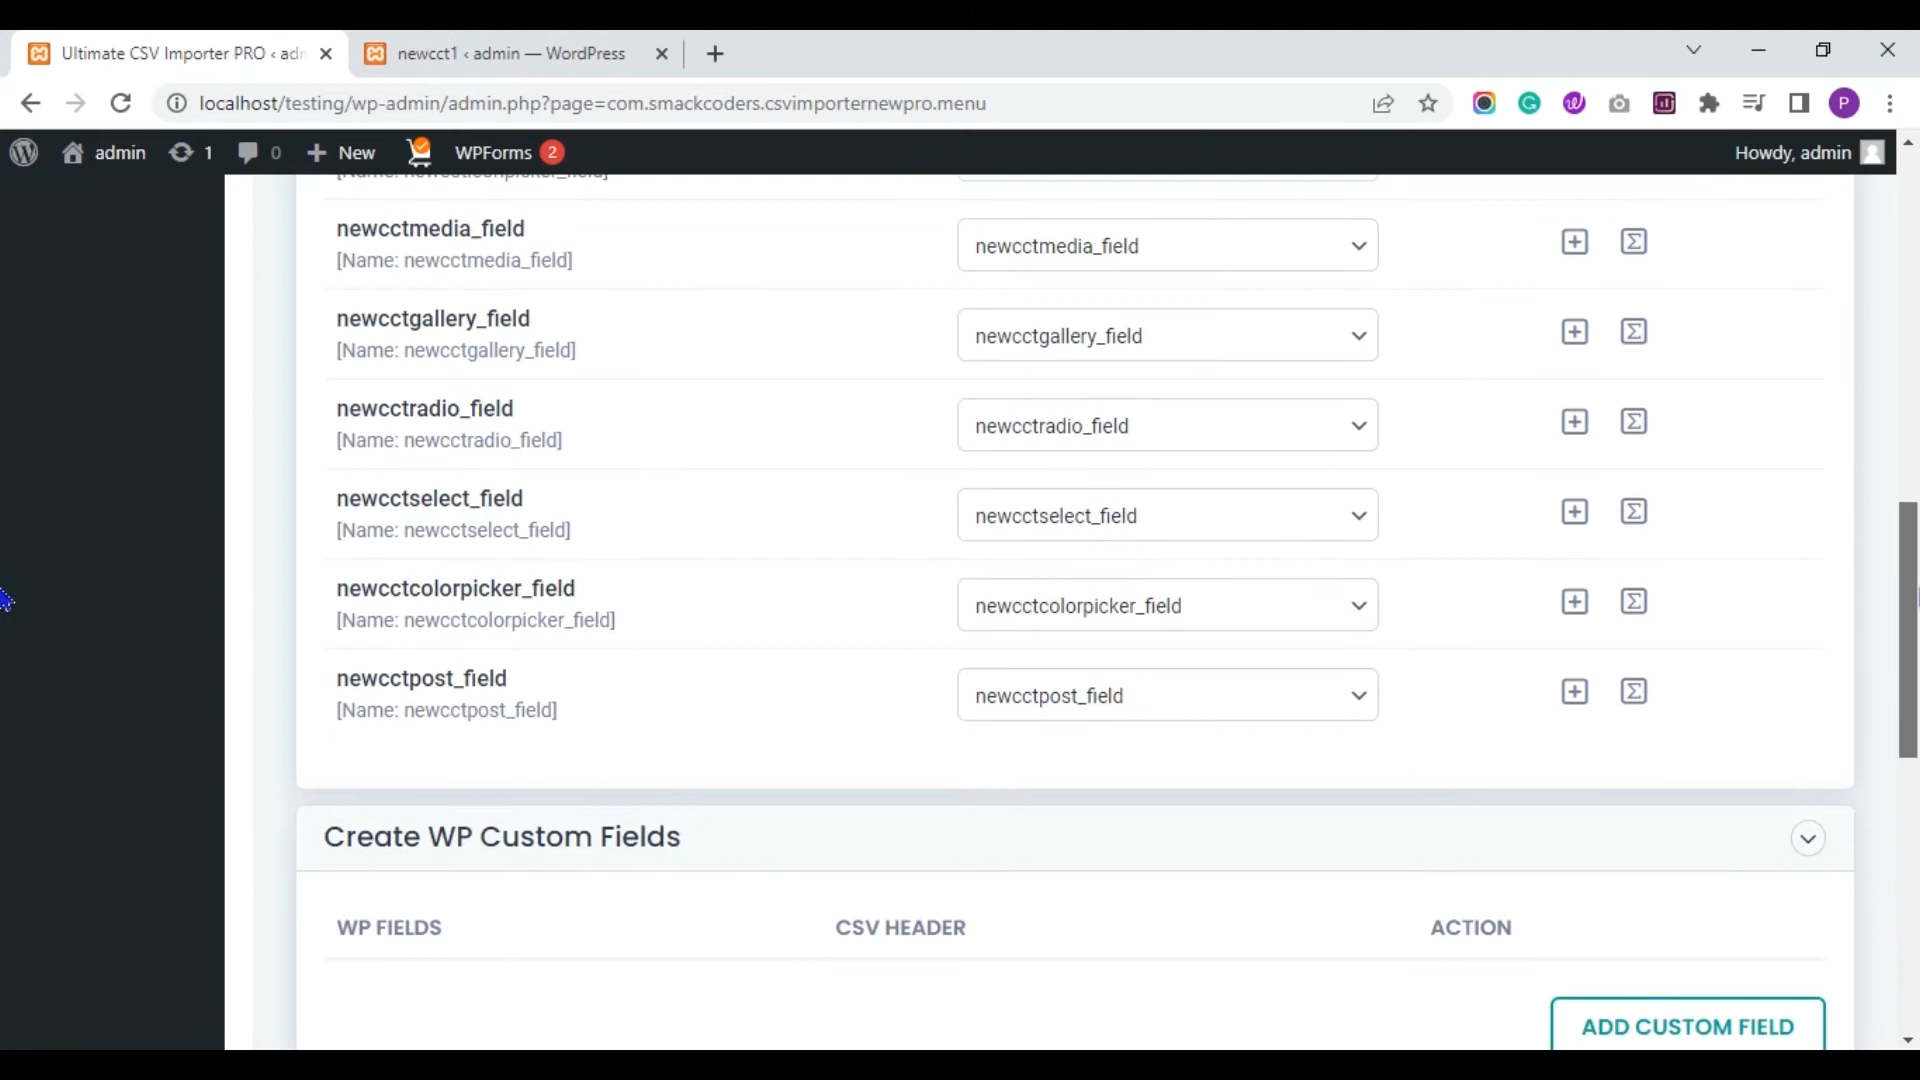 Ultimate CSV Importer PRO ‹ adn
newcct1 ‹ admin — WordPress
localhost/testing/wp-admin/admin.php?page=com.smackcoders.csvimporternewpro.menu
P
admin
1
0
New
WPForms 2
Howdy, admin
newcctmedia_field
[Name: newcctmedia_field]
newcctmedia_field
newcctgallery_field
[Name: newcctgallery_field]
newcctgallery_field
newcctradio_field
[Name: newcctradio_field]
newcctradio_field
newcctselect_field
[Name: newcctselect_field]
newcctselect_field
newcctcolorpicker_field
[Name: newcctcolorpicker_field]
newcctcolorpicker_field
newcctpost_field
[Name: newcctpost_field]
newcctpost_field
Create WP Custom Fields
WP FIELDS
CSV HEADER
ACTION
ADD CUSTOM FIELD